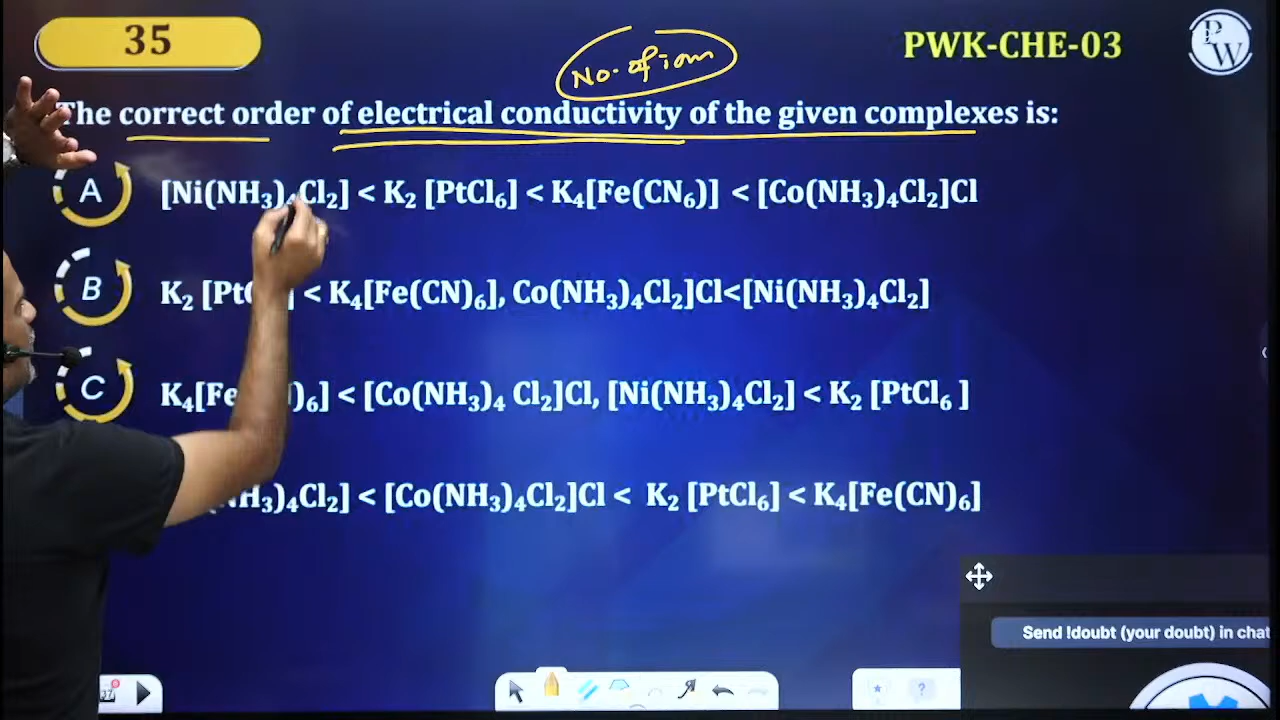 35
No. of ions
PWK-CHE-03
PW
The correct order of electrical conductivity of the given complexes is:
A [Ni(NH₃)₄Cl₂] < K₂ [PtCl₆] < K₄[Fe(CN₆)] < [Co(NH₃)₄Cl₂]Cl
B K₂ [Pt < K₄[Fe(CN)₆], Co(NH₃)₄Cl₂]Cl<[Ni(NH₃)₄Cl₂]
C K₄[Fe )₆] < [Co(NH₃)₄ Cl₂]Cl, [Ni(NH₃)₄Cl₂] < K₂ [PtCl₆ ]
H₃)₄Cl₂] < [Co(NH₃)₄Cl₂]Cl < K₂ [PtCl₆] < K₄[Fe(CN)₆]
Send !doubt (your doubt) in chat